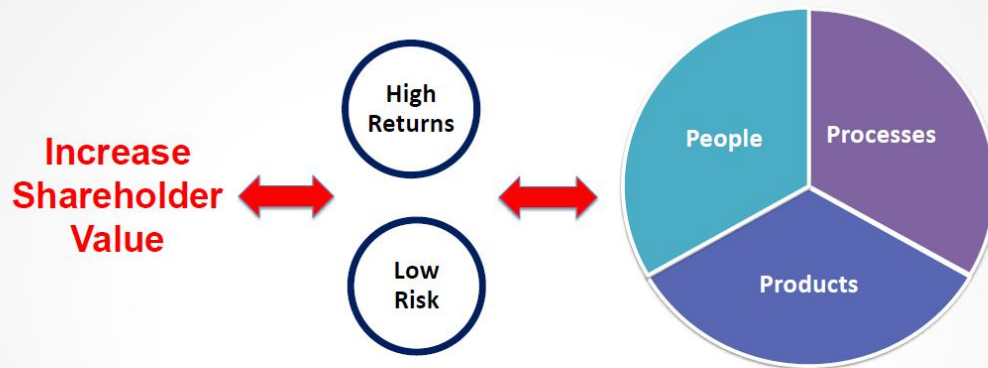 Increase
Shareholder
Value
High
Returns
Low
Risk
People
Processes
Products